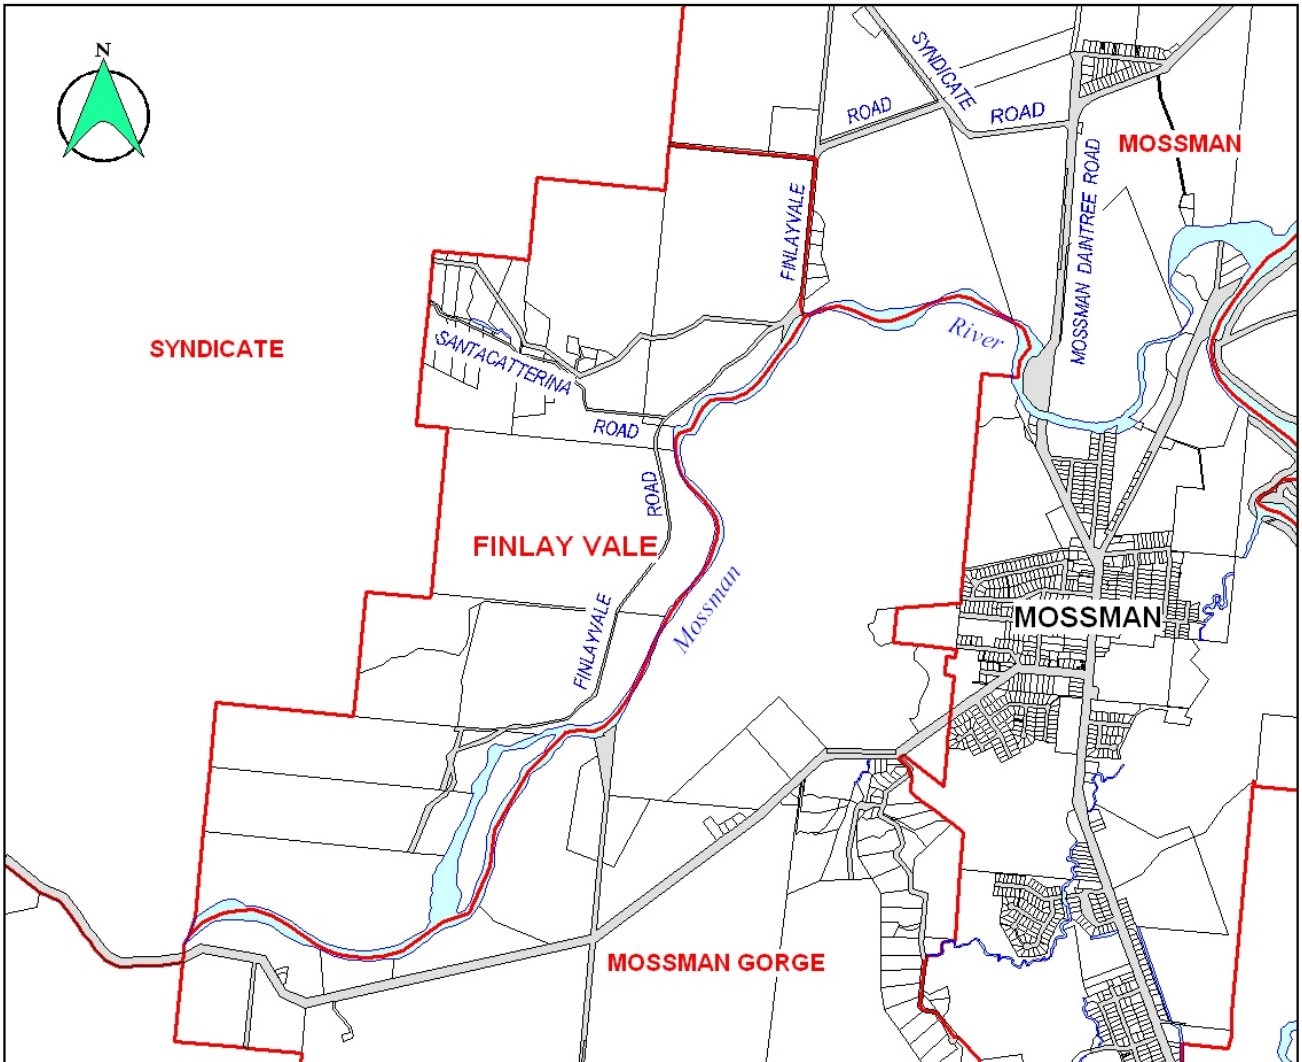 N
SYNDICATE
ROAD
ROAD
MOSSMAN
MOSSMAN DAINTREE ROAD
FINLAYVALE
River
SYNDICATE
SANTACATTERINA
ROAD
ROAD
FINLAY VALE
Mossman
FINLAYVALE
MOSSMAN
MOSSMAN GORGE